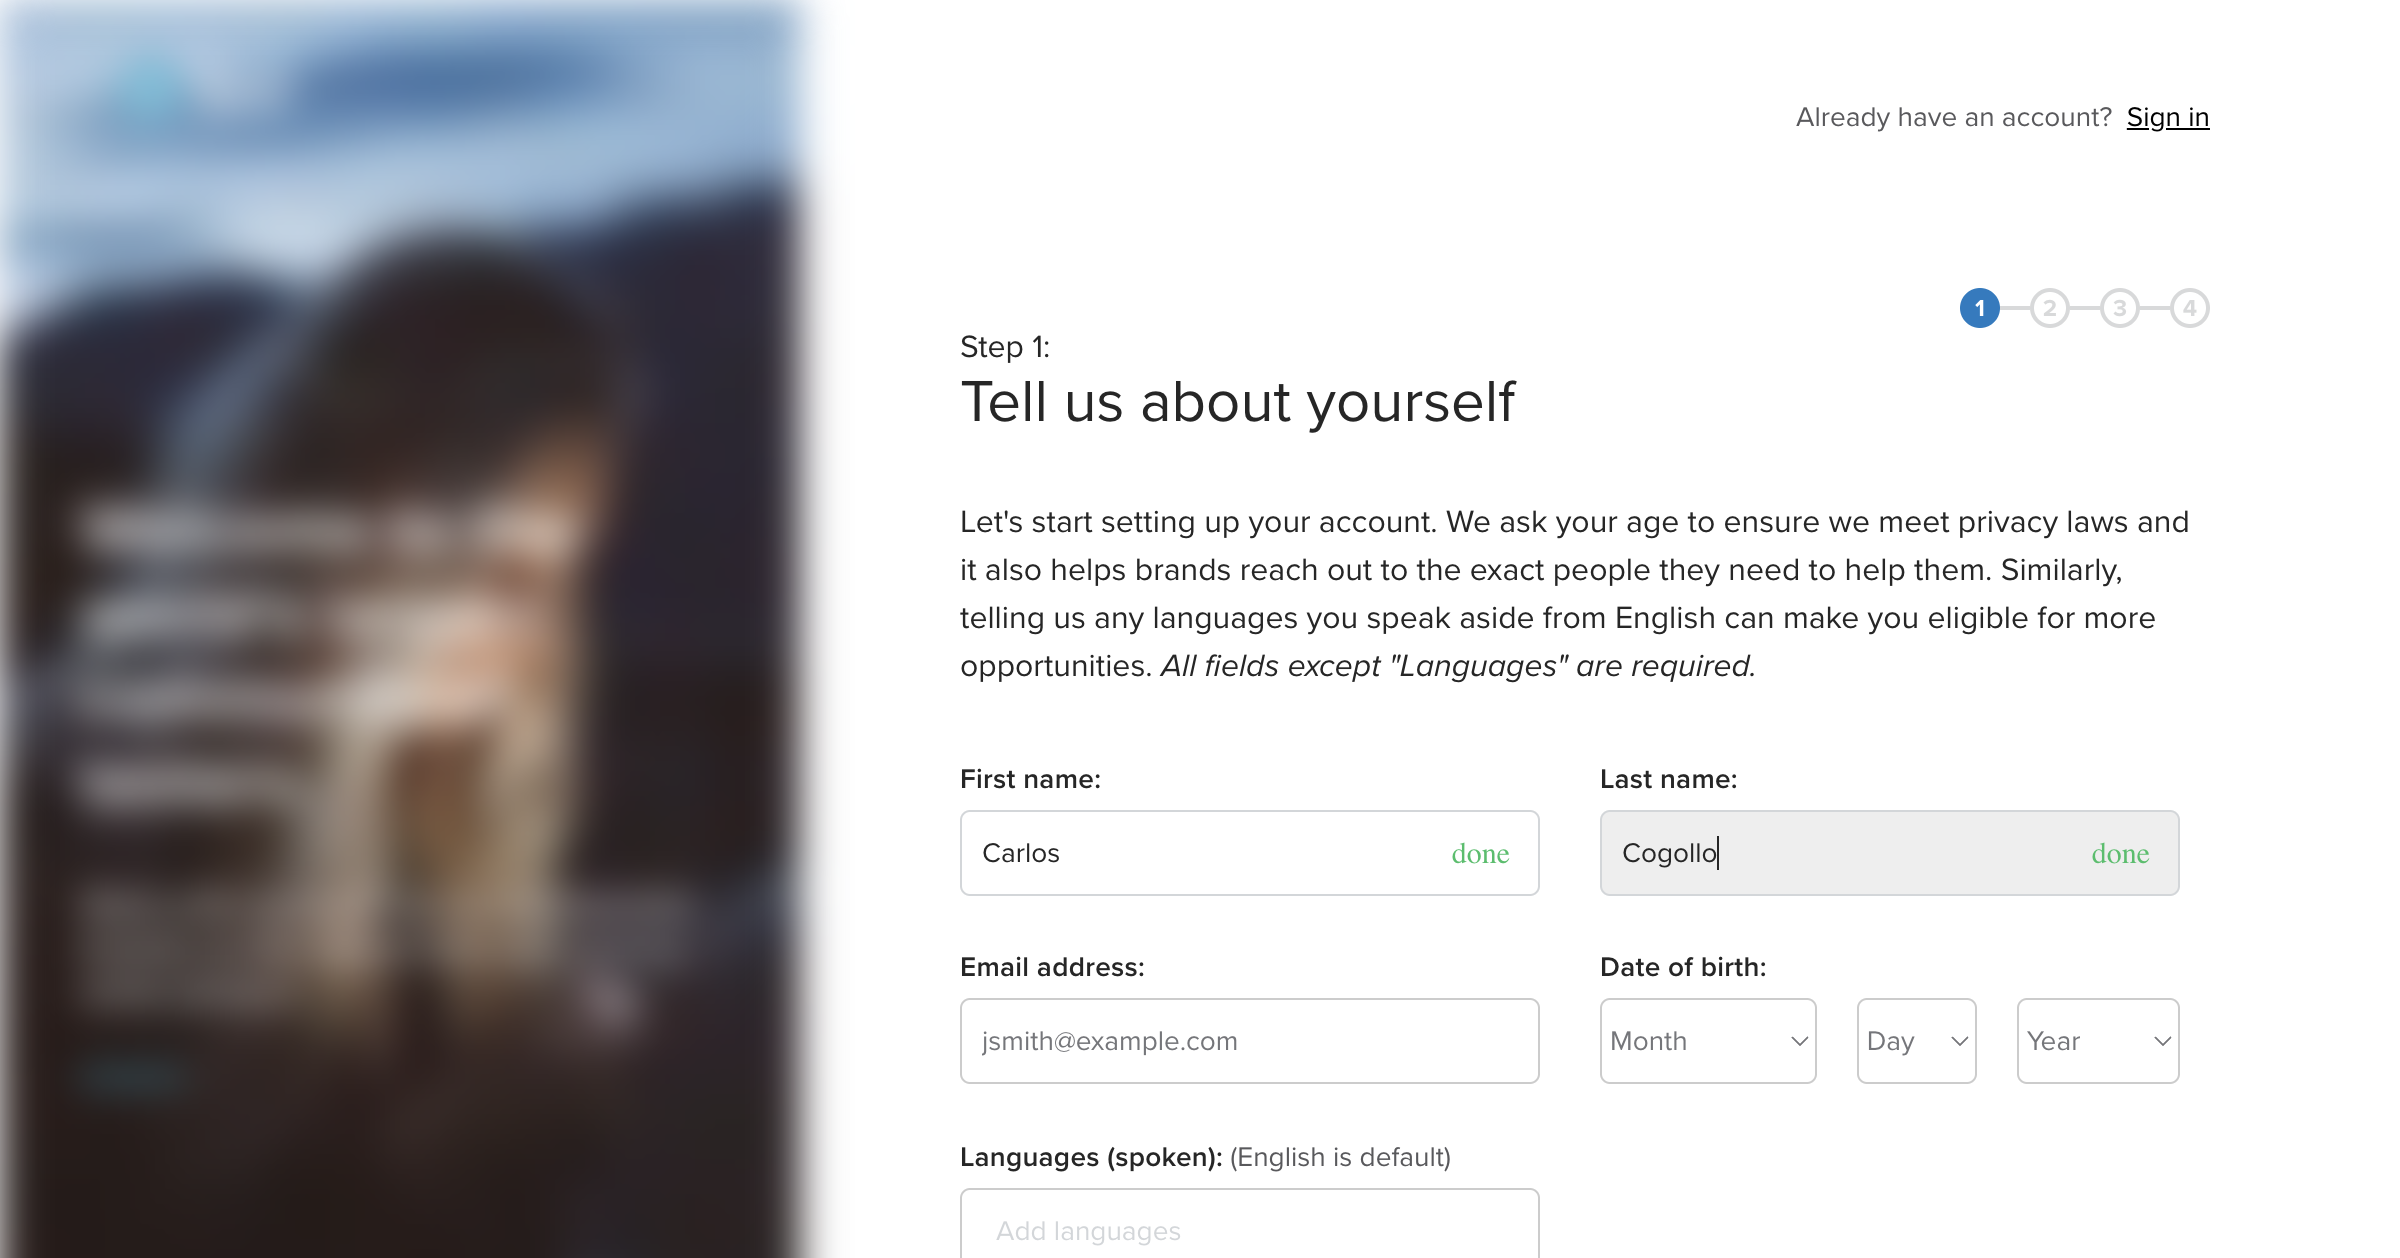 Already have an account? Sign in
1 2 3 4
Step 1:
Tell us about yourself
Let's start setting up your account. We ask your age to ensure we meet privacy laws and
it also helps brands reach out to the exact people they need to help them. Similarly,
telling us any languages you speak aside from English can make you eligible for more
opportunities. All fields except "Languages" are required.
First name:
Last name:
Carlos done
Cogollo done
Email address:
Date of birth:
jsmith@example.com
Month Day Year
Languages (spoken): (English is default)
Add languages